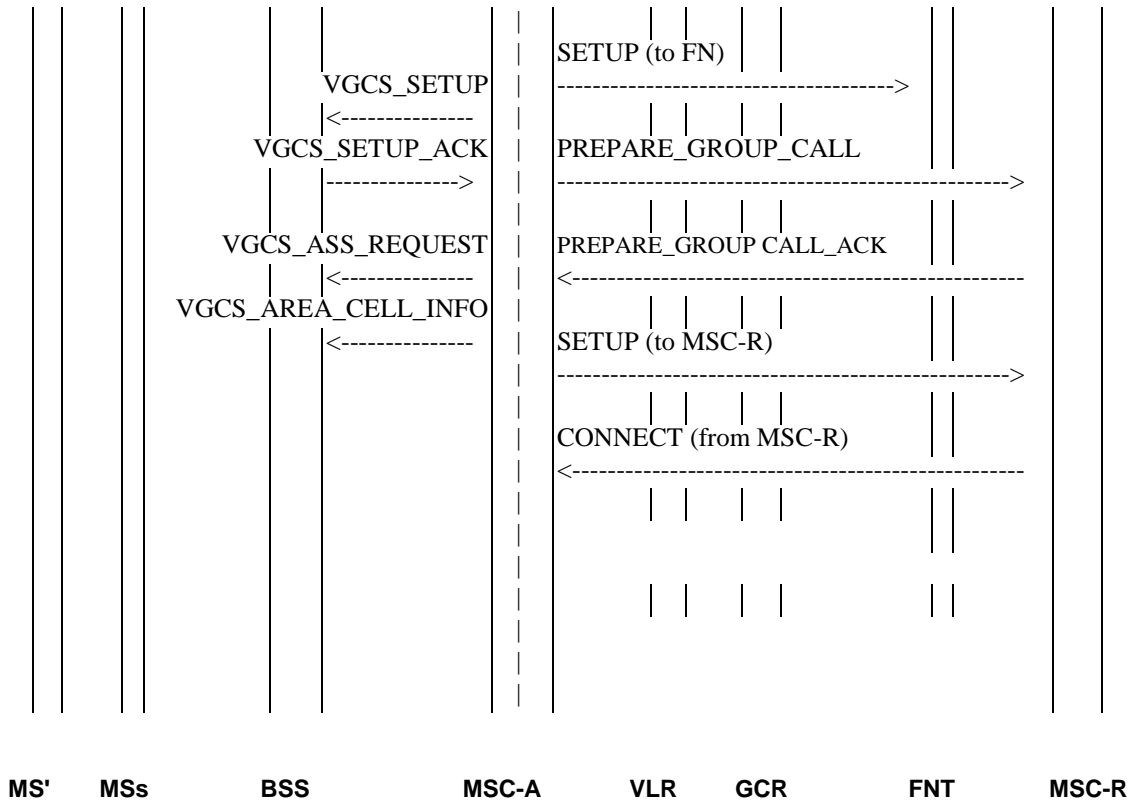 SETUP (to FN)
VGCS_SETUP
VGCS_SETUP_ACK
PREPARE_GROUP_CALL
VGCS_ASS_REQUEST
PREPARE_GROUP CALL_ACK
VGCS_AREA_CELL_INFO
SETUP (to MSC-R)
CONNECT (from MSC-R)
MS' MSs BSS MSC-A VLR GCR FNT MSC-R